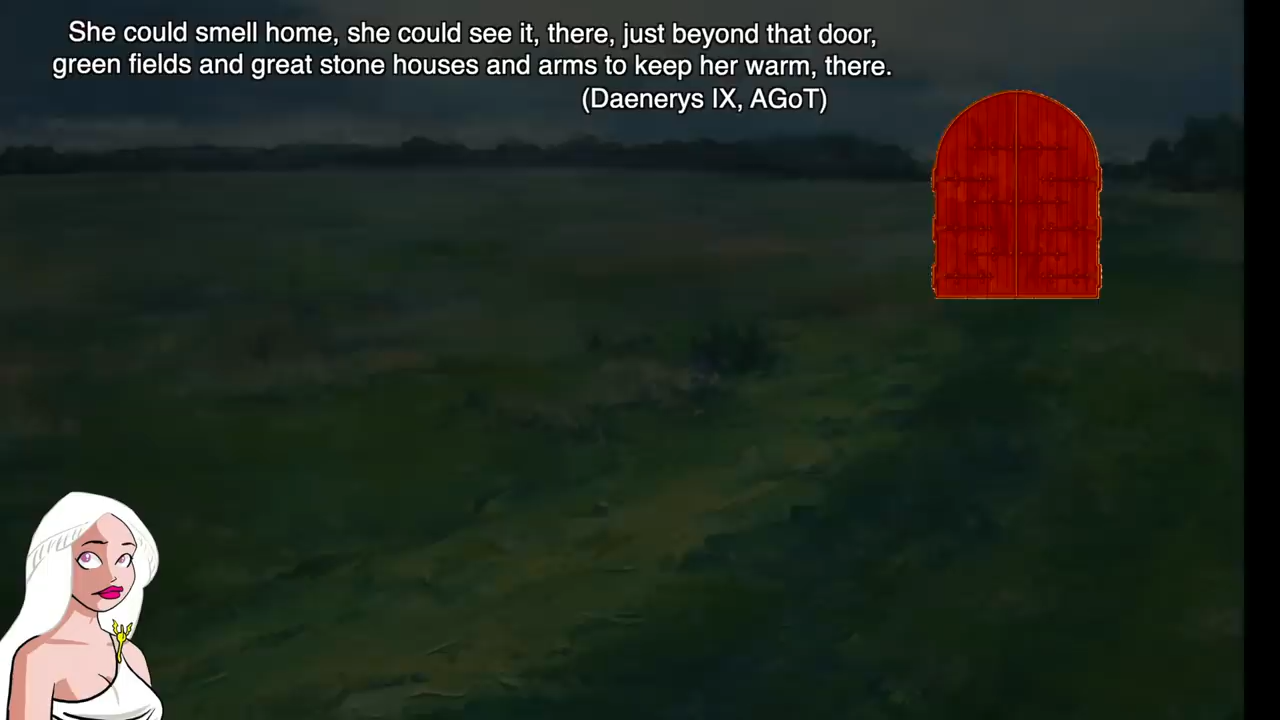 She could smell home, she could see it, there, just beyond that door,
green fields and great stone houses and arms to keep her warm, there.
(Daenerys IX, AGoT)